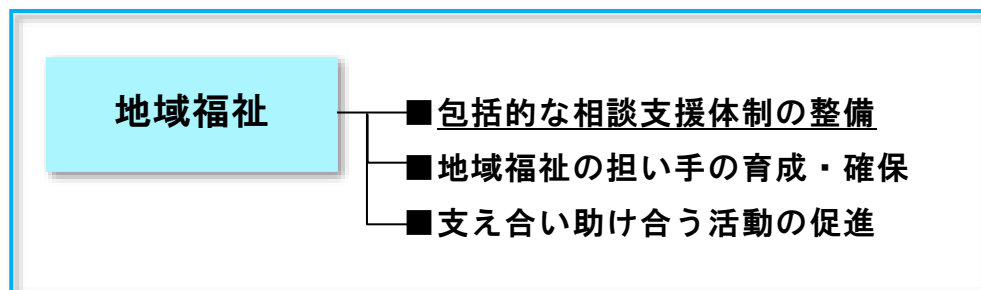 地域福祉
■包括的な相談支援体制の整備
■地域福祉の担い手の育成・確保
■支え合い助け合う活動の促進